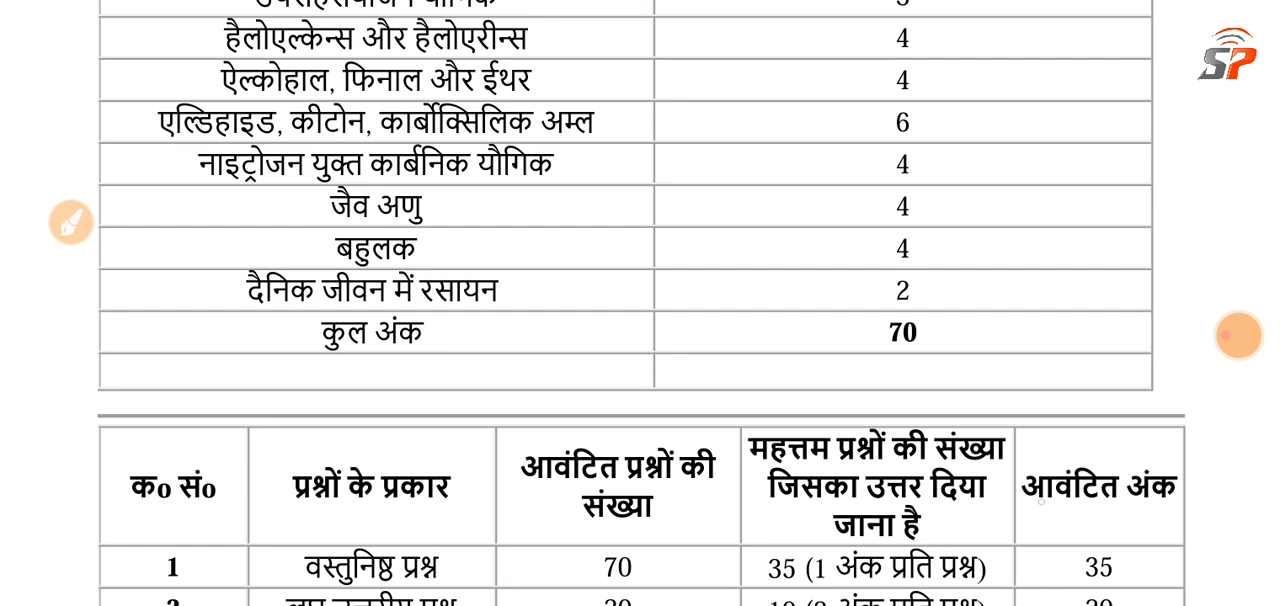 हैलोएल्केन्स और हैलोएरीन्स 4
ऐल्कोहाल, फिनाल और ईथर 4
एल्डिहाइड, कीटोन, कार्बोक्सिलिक अम्ल 6
नाइट्रोजन युक्त कार्बनिक यौगिक 4
जैव अणु 4
बहुलक 4
दैनिक जीवन में रसायन 2
कुल अंक 70
SP
क० सं० प्रश्नों के प्रकार आवंटित प्रश्नों की संख्या महत्तम प्रश्नों की संख्या जिसका उत्तर दिया जाना है आवंटित अंक
1 वस्तुनिष्ठ प्रश्न 70 35 (1 अंक प्रति प्रश्न) 35